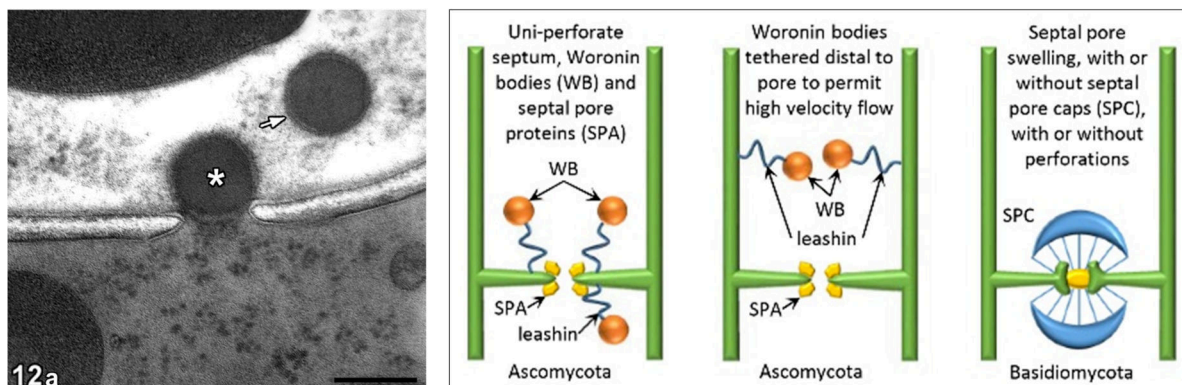 *
12a
Uni-perforate
septum, Woronin
bodies (WB) and
septal pore
proteins (SPA)
WB
SPA
leashin
Ascomycota
Woronin bodies
tethered distal to
pore to permit
high velocity flow
WB
leashin
SPA
Ascomycota
Septal pore
swelling, with or
without septal
pore caps (SPC),
with or without
perforations
SPC
Basidiomycota